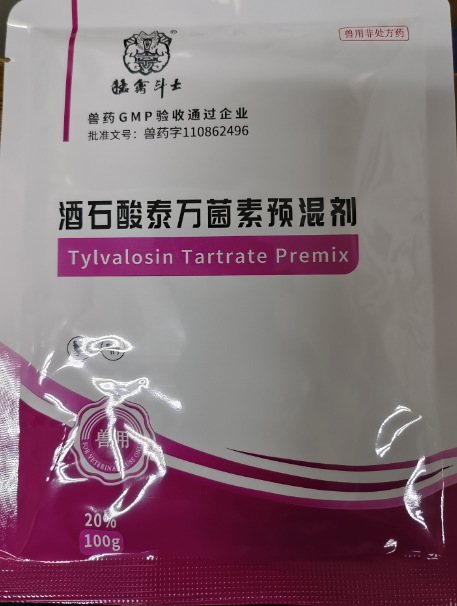 兽用非处方药
猛禽斗士
兽药GMP验收通过企业
批准文号：兽药字110862496
酒石酸泰万菌素预混剂
Tylvalosin Tartrate Premix
兽用
20%
100g